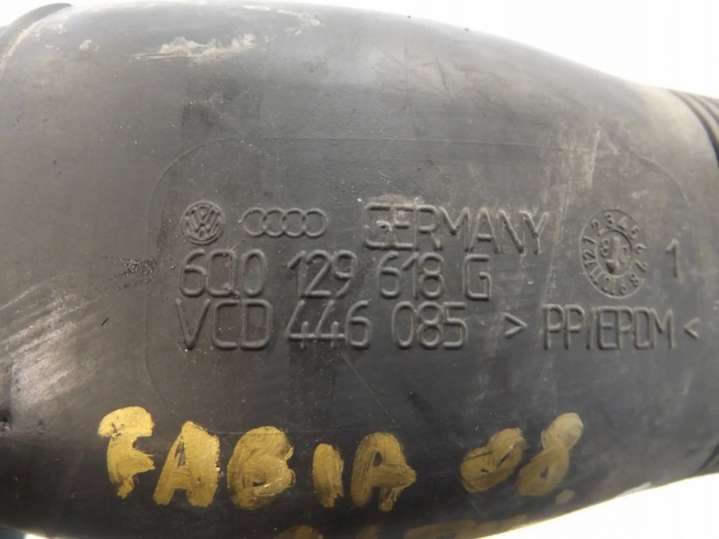 GERMANY
6Q0 129 618 G 1
VCD 446 085 > PP/EPDM <
FABIA 08